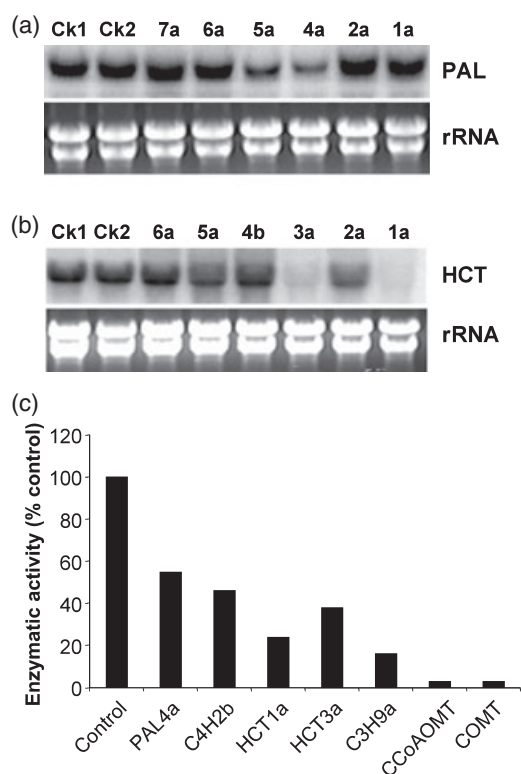 (a)
Ck1 Ck2 7a 6a 5a 4a 2a 1a
PAL
rRNA
(b)
Ck1 Ck2 6a 5a 4b 3a 2a 1a
HCT
rRNA
(c)
Enzymatic activity (% control)
120
100
80
60
40
20
0
Control PAL4a C4H2b HCT1a HCT3a C3H9a CCoAOMT COMT